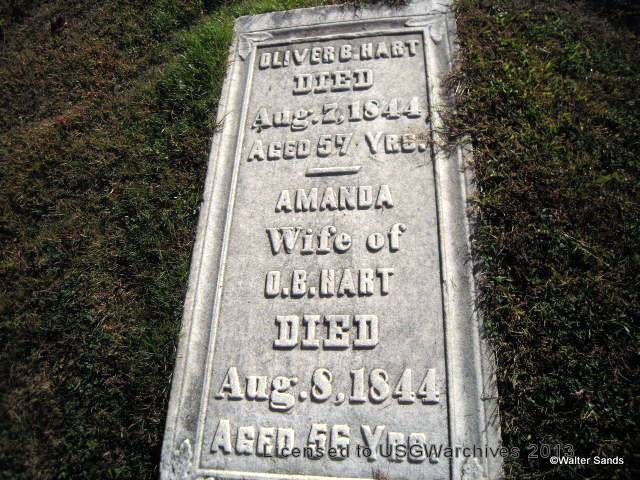 OLIVER B. HART
DIED
Aug. 7, 1844,
AGED 57 YRS.
AMANDA
Wife of
O. B. HART
DIED
Aug. 8, 1844
AGED 56 YRS.
Licensed to USGWarchives 2013
©Walter Sands